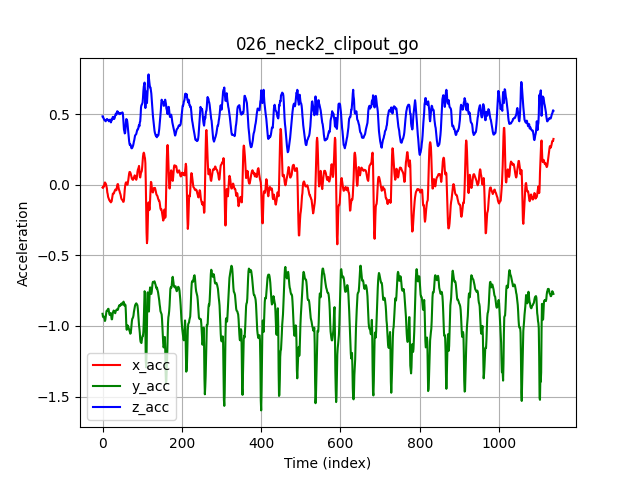 026_neck2_clipout_go
0.5
0.0
−0.5
−1.0
−1.5
Acceleration
x_acc
y_acc
z_acc
0 200 400 600 800 1000
Time (index)